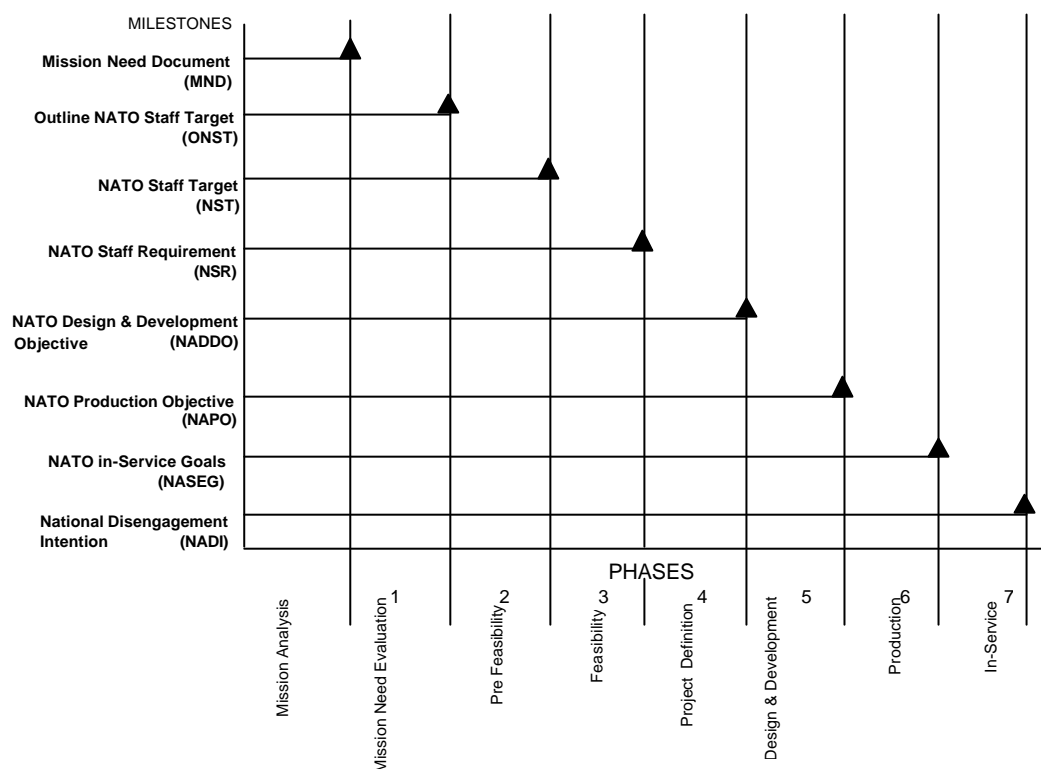 MILESTONES
Mission Need Document
(MND)
Outline NATO Staff Target
(ONST)
NATO Staff Target
(NST)
NATO Staff Requirement
(NSR)
NATO Design & Development
Objective (NADDO)
NATO Production Objective
(NAPO)
NATO in-Service Goals
(NASEG)
National Disengagement
Intention (NADI)
PHASES
1
2
3
4
5
6
7
Mission Analysis
Mission Need Evaluation
Pre Feasibility
Feasibility
Project Definition
Design & Development
Production
In-Service